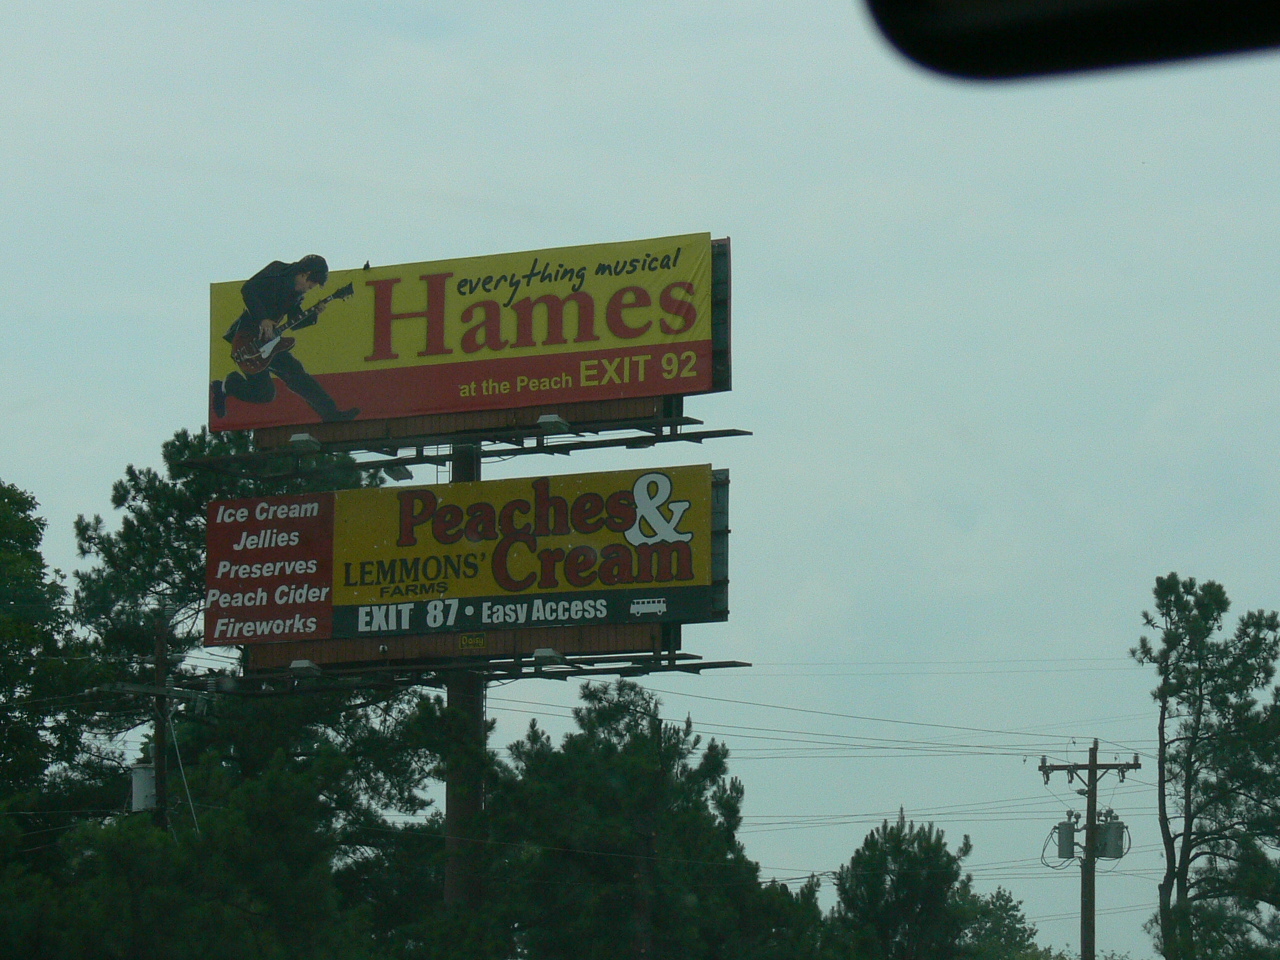 everything musical
Hames
at the Peach EXIT 92
Ice Cream
Jellies
Preserves
Peach Cider
Fireworks
Peaches &
LEMMONS' Cream
FARMS
EXIT 87 • Easy Access